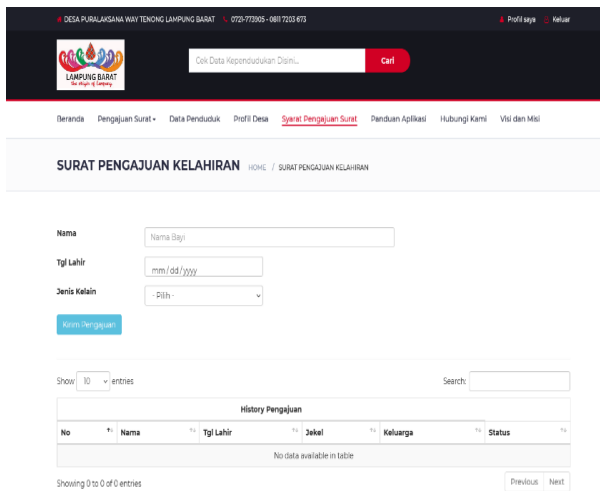 DESA PURALAKSANA WAY TENONG LAMPUNG BARAT 0721-773905 - 0811 7203 673 Profil saya Keluar
LAMPUNG BARAT
the origin of Lampung
Cek Data Kependudukan Disini... Cari
Beranda Pengajuan Surat Data Penduduk Profil Desa Syarat Pengajuan Surat Panduan Aplikasi Hubungi Kami Visi dan Misi
SURAT PENGAJUAN KELAHIRAN HOME / SURAT PENGAJUAN KELAHIRAN
Nama Nama Bayi
Tgl Lahir mm/dd/yyyy
Jenis Kelain - Pilih -
Kirim Pengajuan
Show 10 entries Search:
History Pengajuan
No Nama Tgl Lahir Jekel Keluarga Status
No data available in table
Showing 0 to 0 of 0 entries Previous Next